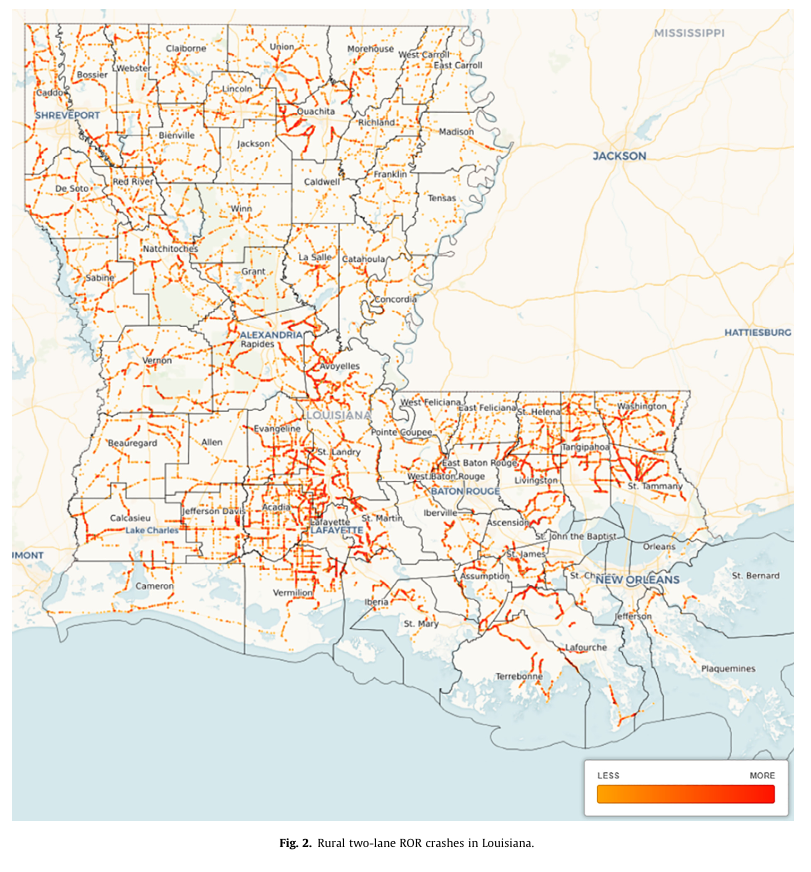 MISSISSIPPI
Claiborne
Union
Morehouse
West Carroll
East Carroll
Webster
Bossier
Caddo
Lincoln
SHREVEPORT
Ouachita
Richland
Bienville
Jackson
Madison
JACKSON
De Soto
Red River
Caldwell
Franklin
Tensas
Winn
Natchitoches
La Salle
Catahoula
Sabine
Grant
Concordia
ALEXANDRIA
Rapides
HATTIESBURG
Vernon
Avoyelles
LOUISIANA
West Feliciana
East Feliciana
St. Helena
Washington
Evangeline
Pointe Coupee
Beauregard
Allen
St. Landry
Tangipahoa
East Baton Rouge
West Baton Rouge
Livingston
St. Tammany
BATON ROUGE
Calcasieu
Jefferson Davis
Acadia
Lafayette
St. Martin
Iberville
Ascension
Lake Charles
LAFAYETTE
St. John the Baptist
Orleans
UMONT
St. James
Cameron
Vermilion
Assumption
St. Ch
NEW ORLEANS
St. Bernard
Iberia
St. Mary
Jefferson
Lafourche
Plaquemines
Terrebonne
LESS MORE
Fig. 2. Rural two-lane ROR crashes in Louisiana.